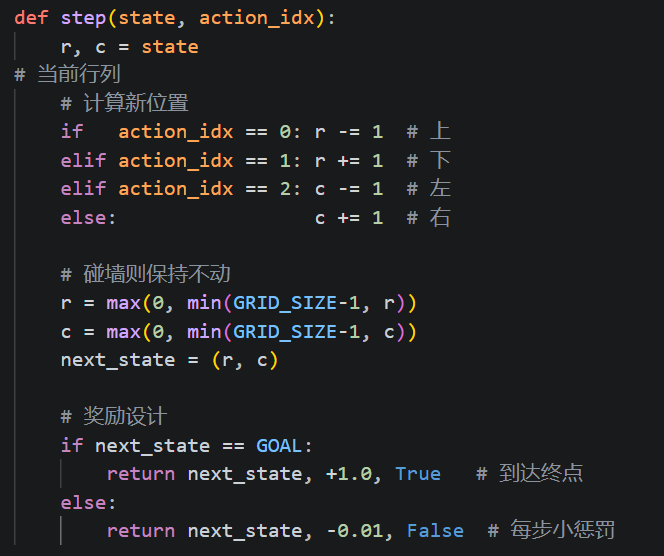 def step(state, action_idx):
    r, c = state
# 当前行列
    # 计算新位置
    if   action_idx == 0: r -= 1  # 上
    elif action_idx == 1: r += 1  # 下
    elif action_idx == 2: c -= 1  # 左
    else:                 c += 1  # 右

    # 碰墙则保持不动
    r = max(0, min(GRID_SIZE-1, r))
    c = max(0, min(GRID_SIZE-1, c))
    next_state = (r, c)

    # 奖励设计
    if next_state == GOAL:
        return next_state, +1.0, True   # 到达终点
    else:
        return next_state, -0.01, False  # 每步小惩罚